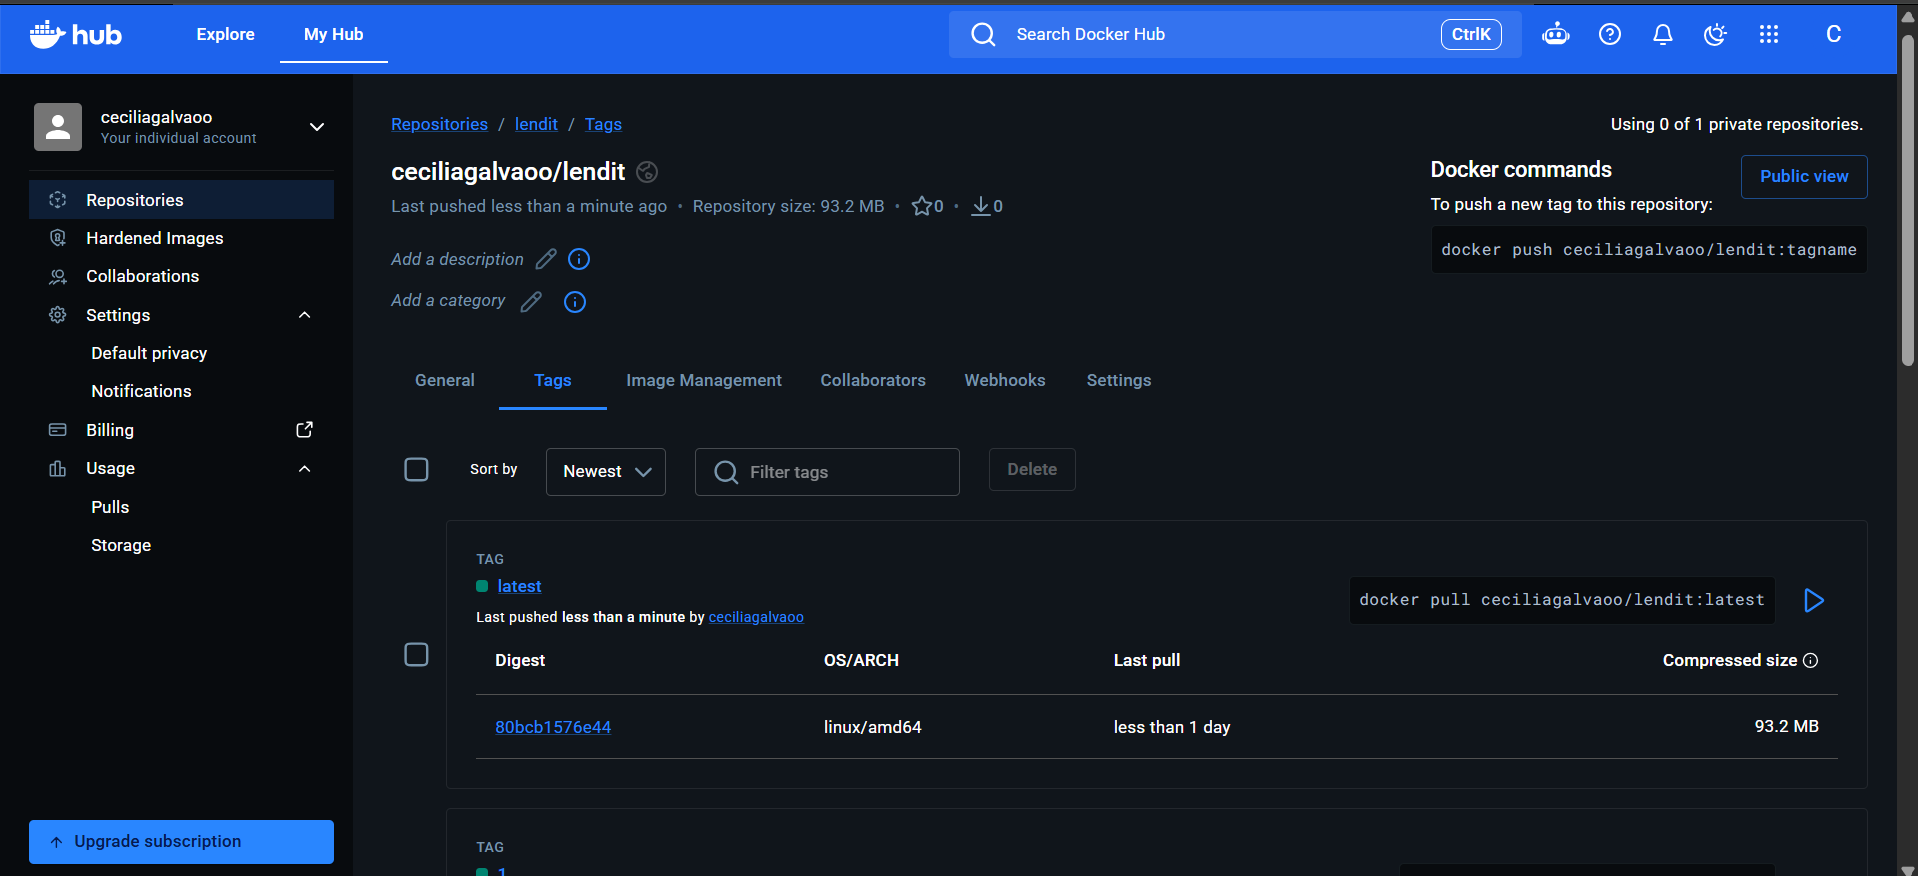 hub
Explore
My Hub
Search Docker Hub
CtrlK
C
ceciliagalvaoo
Your individual account
Repositories
Hardened Images
Collaborations
Settings
Default privacy
Notifications
Billing
Usage
Pulls
Storage
Upgrade subscription
Repositories / lendit / Tags
Using 0 of 1 private repositories.
ceciliagalvaoo/lendit
Last pushed less than a minute ago • Repository size: 93.2 MB • 0 • 0
Add a description
Add a category
Docker commands
Public view
To push a new tag to this repository:
docker push ceciliagalvaoo/lendit:tagname
General
Tags
Image Management
Collaborators
Webhooks
Settings
Sort by
Newest
Filter tags
Delete
TAG
latest
Last pushed less than a minute by ceciliagalvaoo
docker pull ceciliagalvaoo/lendit:latest
Digest
OS/ARCH
Last pull
Compressed size
80bcb1576e44
linux/amd64
less than 1 day
93.2 MB
TAG
1